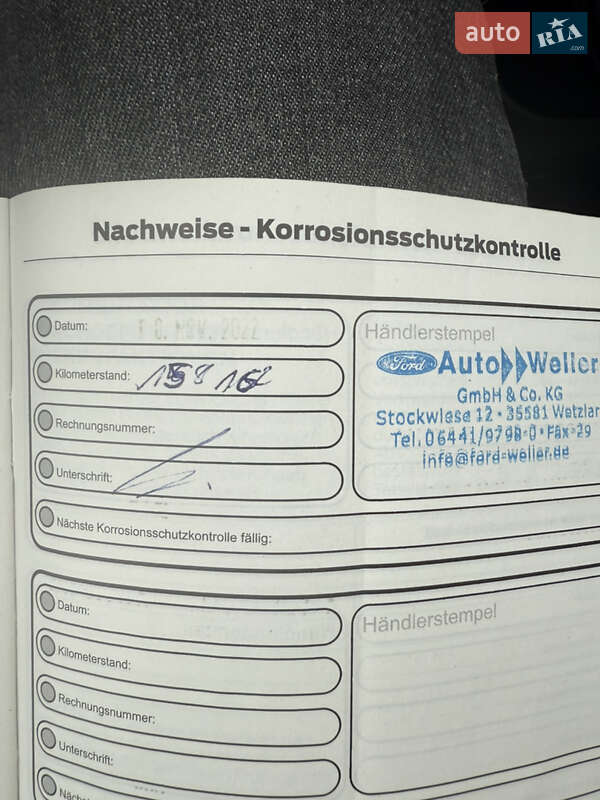 auto RIA .com
Nachweise - Korrosionsschutzkontrolle
Datum:
Kilometerstand:
Rechnungsnummer:
Unterschrift:
Nächste Korrosionsschutzkontrolle fällig:
Händlerstempel
Ford Auto Weller
GmbH & Co. KG
Stockwiese 12 · 35581 Wetzlar
Tel. 06441/9798-0 · Fax -29
info@ford-weller.de
Datum:
Kilometerstand:
Rechnungsnummer:
Unterschrift:
Händlerstempel